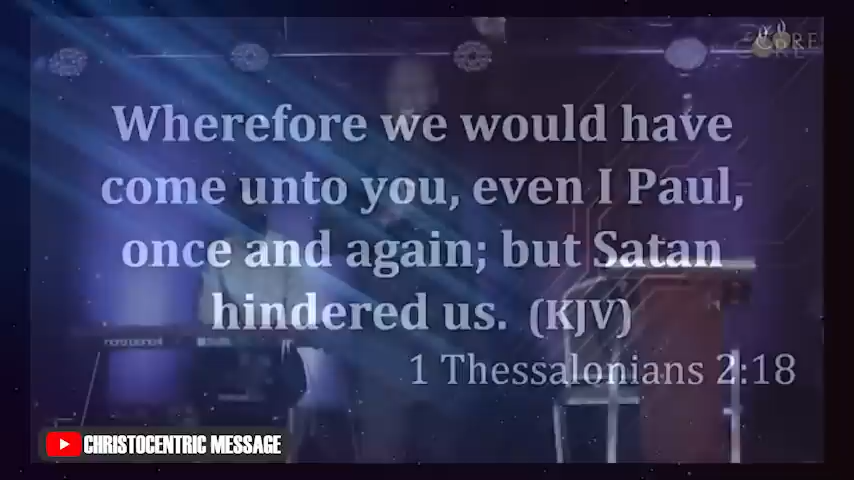 CORE
Wherefore we would have
come unto you, even I Paul,
once and again; but Satan
hindered us. (KJV)
1 Thessalonians 2:18
CHRISTOCENTRIC MESSAGE